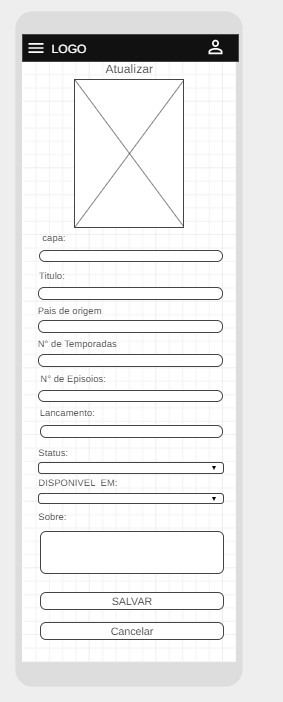 LOGO
Atualizar
capa:
Titulo:
Pais de origem
N° de Temporadas
N° de Episoios:
Lancamento:
Status:
DISPONIVEL EM:
Sobre:
SALVAR
Cancelar